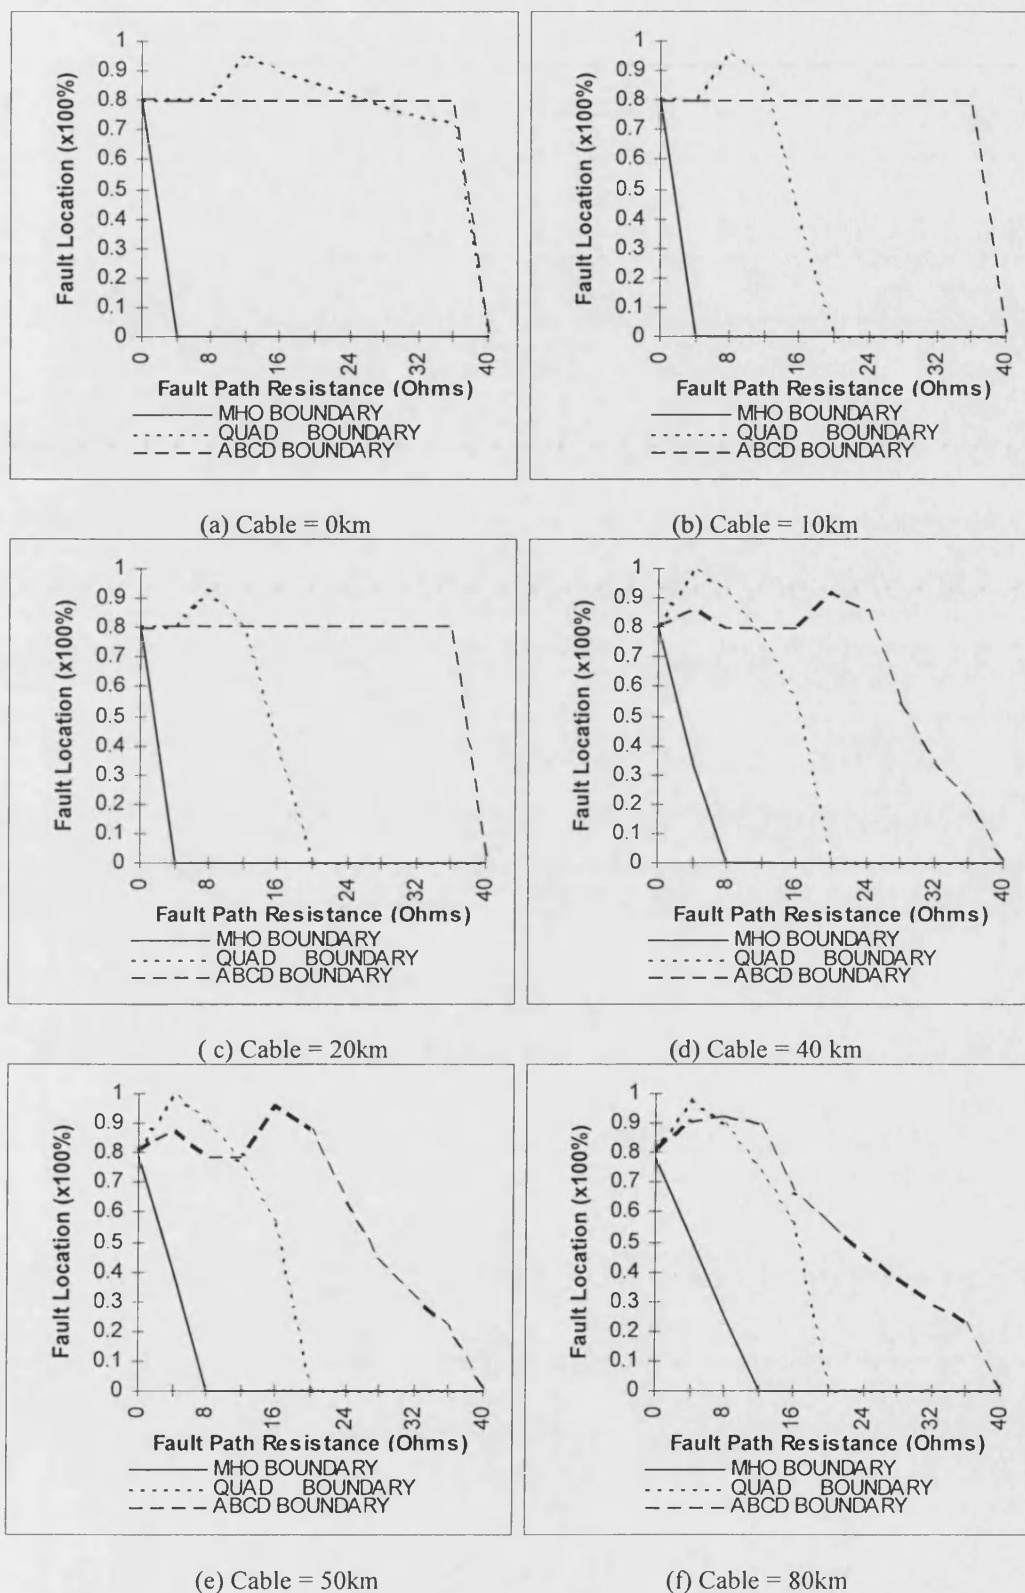 Fault Location (x100%)
1
0.9
0.8
0.7
0.6
0.5
0.4
0.3
0.2
0.1
0
0 8 16 24 32 40
Fault Path Resistance (Ohms)
MHO BOUNDARY
QUAD BOUNDARY
ABCD BOUNDARY
(a) Cable = 0km
Fault Location (x100%)
1
0.9
0.8
0.7
0.6
0.5
0.4
0.3
0.2
0.1
0
0 8 16 24 32 40
Fault Path Resistance (Ohms)
MHO BOUNDARY
QUAD BOUNDARY
ABCD BOUNDARY
(b) Cable = 10km
Fault Location (x100%)
1
0.9
0.8
0.7
0.6
0.5
0.4
0.3
0.2
0.1
0
0 8 16 24 32 40
Fault Path Resistance (Ohms)
MHO BOUNDARY
QUAD BOUNDARY
ABCD BOUNDARY
( c) Cable = 20km
Fault Location (x100%)
1
0.9
0.8
0.7
0.6
0.5
0.4
0.3
0.2
0.1
0
0 8 16 24 32 40
Fault Path Resistance (Ohms)
MHO BOUNDARY
QUAD BOUNDARY
ABCD BOUNDARY
(d) Cable = 40 km
Fault Location (x100%)
1
0.9
0.8
0.7
0.6
0.5
0.4
0.3
0.2
0.1
0
0 8 16 24 32 40
Fault Path Resistance (Ohms)
MHO BOUNDARY
QUAD BOUNDARY
ABCD BOUNDARY
(e) Cable = 50km
Fault Location (x100%)
1
0.9
0.8
0.7
0.6
0.5
0.4
0.3
0.2
0.1
0
0 8 16 24 32 40
Fault Path Resistance (Ohms)
MHO BOUNDARY
QUAD BOUNDARY
ABCD BOUNDARY
(f) Cable = 80km